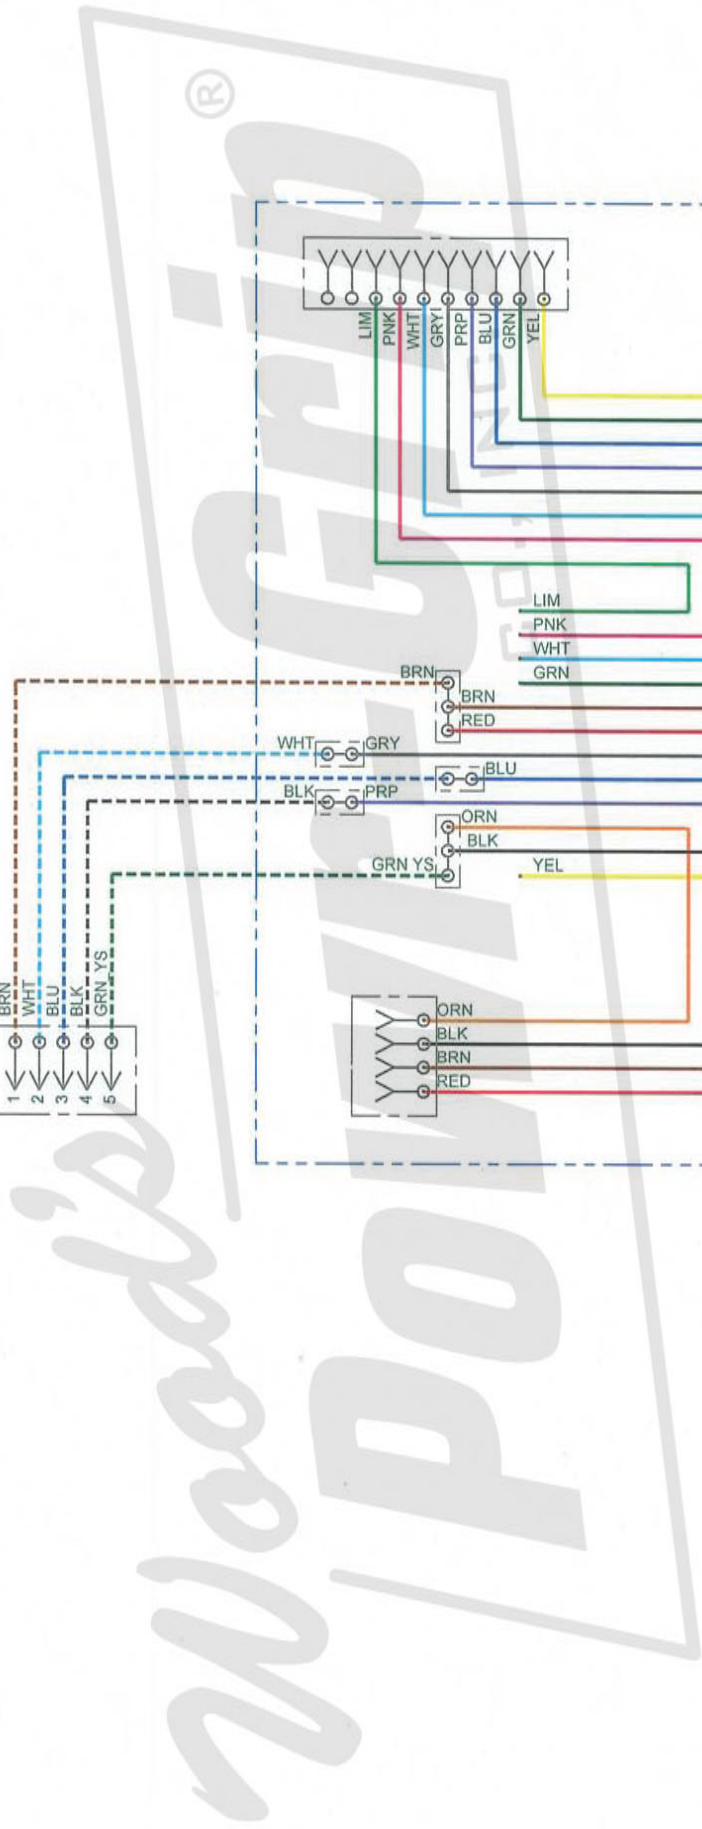 LIM
PNK
WHT
GRY
PRP
BLU
GRN
YEL
LIM
PNK
WHT
GRN
BRN
BRN
RED
WHT GRY
BLU
BLK PRP
ORN
BLK
GRN YS YEL
BRN
WHT
BLU
BLK
GRN YS
1
2
3
4
5
ORN
BLK
BRN
RED
Wood's
Powr-Grip®
CO., INC.